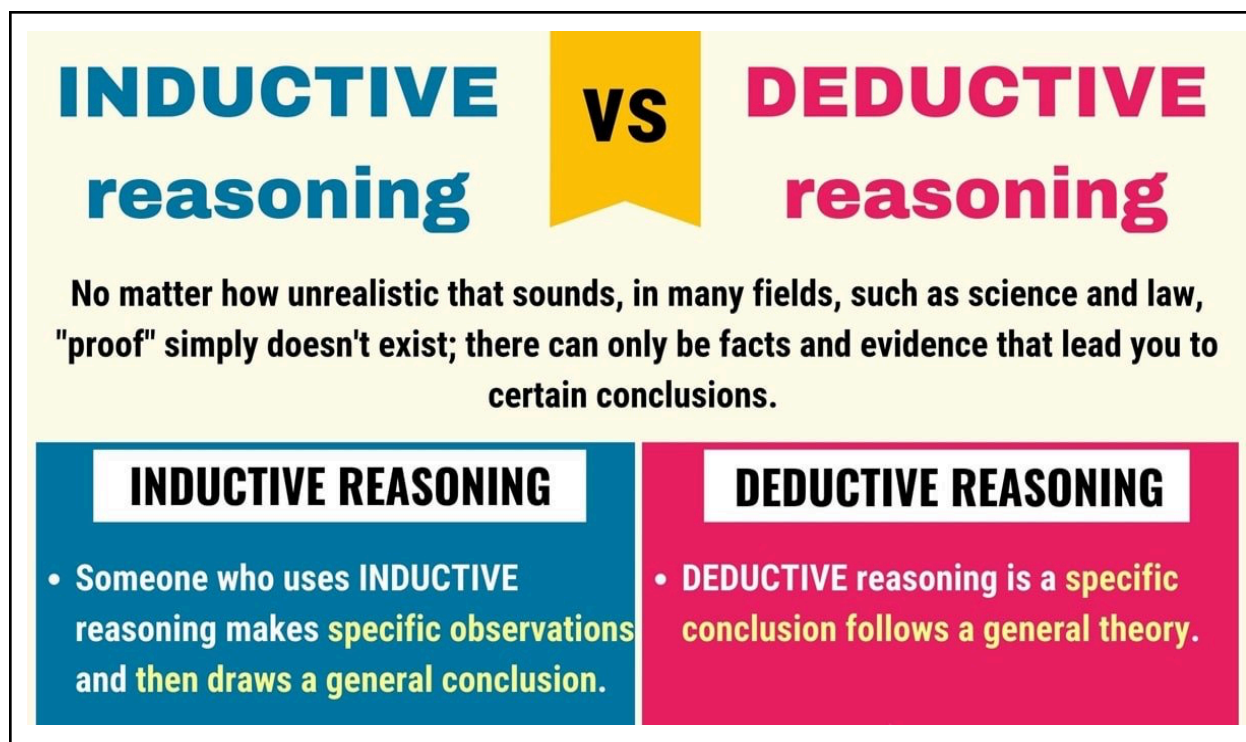 INDUCTIVE
reasoning
VS
DEDUCTIVE
reasoning
No matter how unrealistic that sounds, in many fields, such as science and law,
"proof" simply doesn't exist; there can only be facts and evidence that lead you to
certain conclusions.
INDUCTIVE REASONING
• Someone who uses INDUCTIVE
reasoning makes specific observations
and then draws a general conclusion.
DEDUCTIVE REASONING
• DEDUCTIVE reasoning is a specific
conclusion follows a general theory.